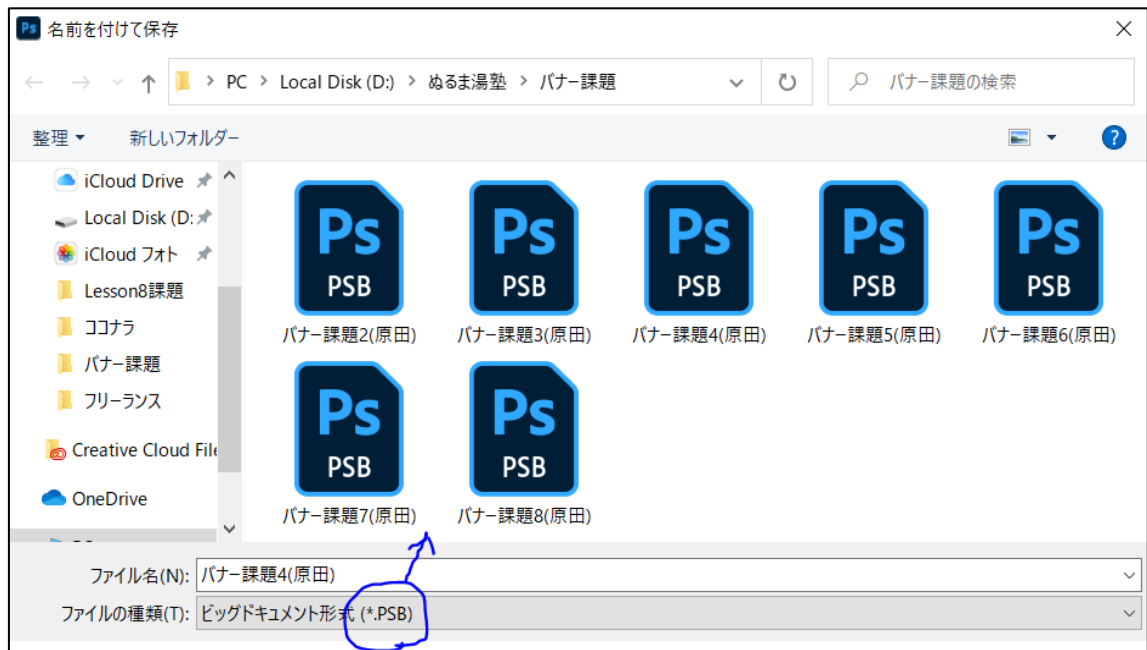 Ps 名前を付けて保存
PC > Local Disk (D:) > ぬるま湯塾 > バナー課題
バナー課題の検索
整理 新しいフォルダー
?
iCloud Drive
Local Disk (D:
iCloud フォト
Lesson8課題
ココナラ
バナー課題
フリーランス
Creative Cloud File
OneDrive
Ps Ps Ps Ps Ps
PSB PSB PSB PSB PSB
バナー課題2(原田) バナー課題3(原田) バナー課題4(原田) バナー課題5(原田) バナー課題6(原田)
Ps Ps
PSB PSB
バナー課題7(原田) バナー課題8(原田)
ファイル名(N): バナー課題4(原田)
ファイルの種類(T): ビッグドキュメント形式 (*.PSB)